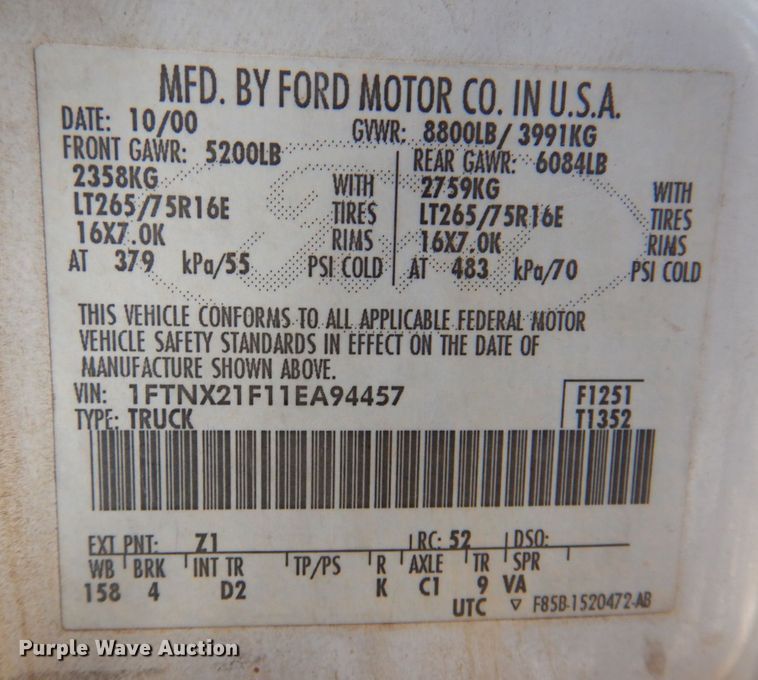 MFD. BY FORD MOTOR CO. IN U.S.A.
DATE: 10/00 GVWR: 8800LB/ 3991KG
FRONT GAWR: 5200LB REAR GAWR: 6084LB
2358KG WITH 2759KG WITH
LT265/75R16E TIRES LT265/75R16E TIRES
16X7.0K RIMS 16X7.0K RIMS
AT 379 kPa/55 PSI COLD AT 483 kPa/70 PSI COLD
THIS VEHICLE CONFORMS TO ALL APPLICABLE FEDERAL MOTOR
VEHICLE SAFETY STANDARDS IN EFFECT ON THE DATE OF
MANUFACTURE SHOWN ABOVE.
VIN: 1FTNX21F11EA94457 F1251
TYPE: TRUCK T1352
EXT PNT: Z1 RC: 52 DSO:
WB BRK INT TR TP/PS R AXLE TR SPR
158 4 D2 K C1 9 VA
UTC ▽ F85B-1520472-AB
Purple Wave Auction